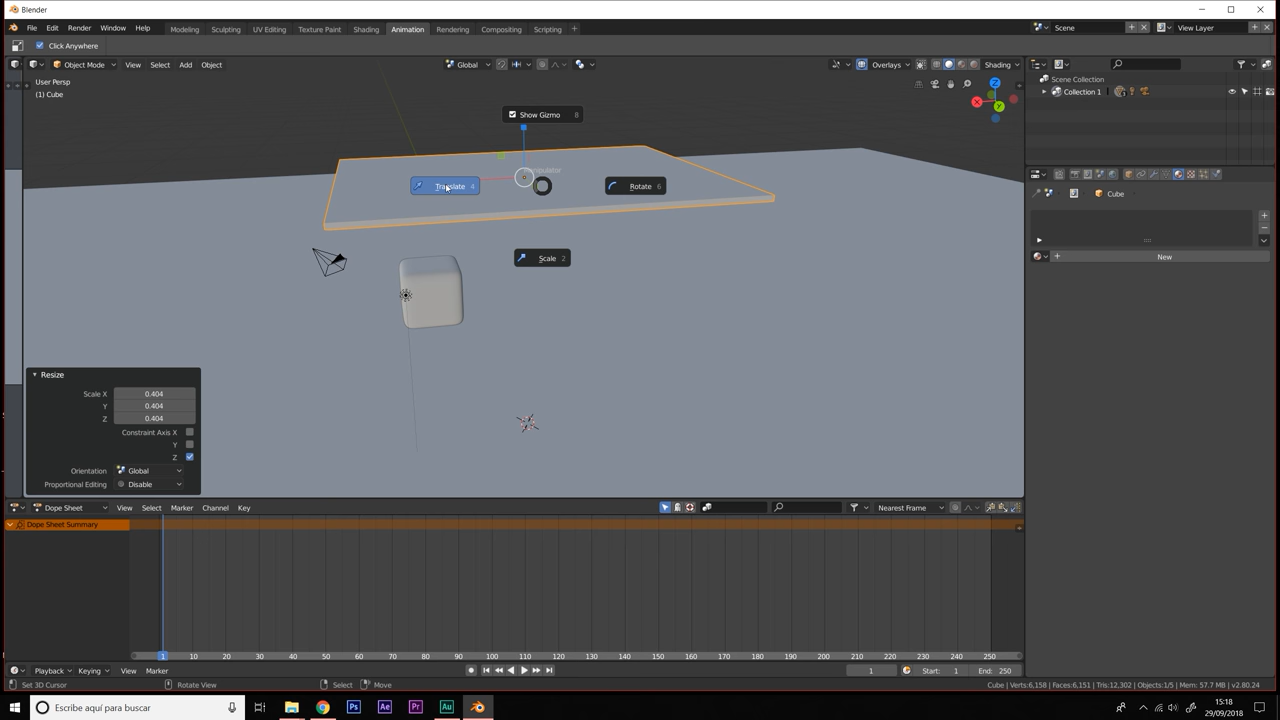 Blender
File Edit Render Window Help
Modeling Sculpting UV Editing Texture Paint Shading Animation Rendering Compositing Scripting +
Scene
View Layer
Click Anywhere
Object Mode View Select Add Object
Global
Overlays
Shading
User Persp
(1) Cube
Z
X
Y
Show Gizmo 8
Manipulator
Translate 4
Rotate 6
Scale 2
Scene Collection
Collection 1
Cube
New
Resize
Scale X 0.404
Y 0.404
Z 0.404
Constraint Axis X
Y
Z
Orientation Global
Proportional Editing Disable
Dope Sheet View Select Marker Channel Key
Nearest Frame
Dope Sheet Summary
1 10 20 30 40 50 60 70 80 90 100 110 120 130 140 150 160 170 180 190 200 210 220 230 240 250
Playback Keying View Marker
1
Start: 1
End: 250
Set 3D Cursor
Rotate View
Select
Move
Cube | Verts:6,158 | Faces:6,151 | Tris:12,302 | Objects:1/5 | Mem: 57.7 MB | v2.80.24
Escribe aquí para buscar
Ps
Ae
Pr
Au
15:18
29/09/2018